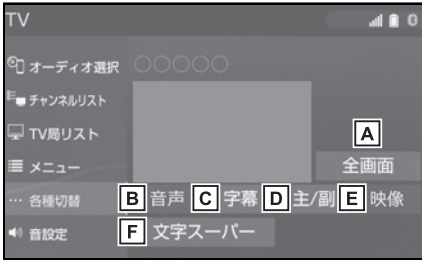 TV
オーディオ選択 ○○○○○
チャンネルリスト
TV局リスト
A
メニュー 全画面
... 各種切替 B 音声 C 字幕 D 主/副 E 映像
音設定 F 文字スーパー